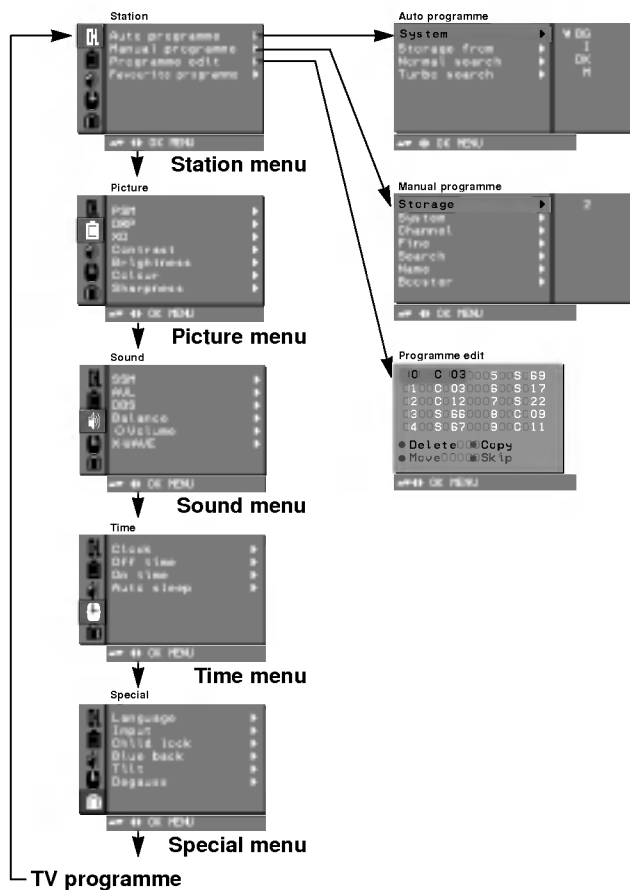 Station
Auto programme
Manual programme
Programme edit
Favourite programme
OK MENU
Station menu
Picture
PSM
DRP
XD
Contrast
Brightness
Colour
Sharpness
OK MENU
Picture menu
Sound
SSM
AVL
DBS
Balance
Volume
X-WAVE
OK MENU
Sound menu
Time
Clock
Off time
On time
Auto sleep
OK MENU
Time menu
Special
Language
Input
Child lock
Blue back
Tilt
Degauss
OK MENU
Special menu
TV programme
Auto programme
System BG
Storage from I
Normal search DK
Turbo search M
OK MENU
Manual programme
Storage 2
System
Channel
Fine
Search
Name
Booster
OK MENU
Programme edit
0 C 03 5 S 69
1 C 03 6 S 17
2 C 12 7 S 22
3 S 66 8 C 09
4 S 67 9 C 11
Delete Copy
Move Skip
OK MENU